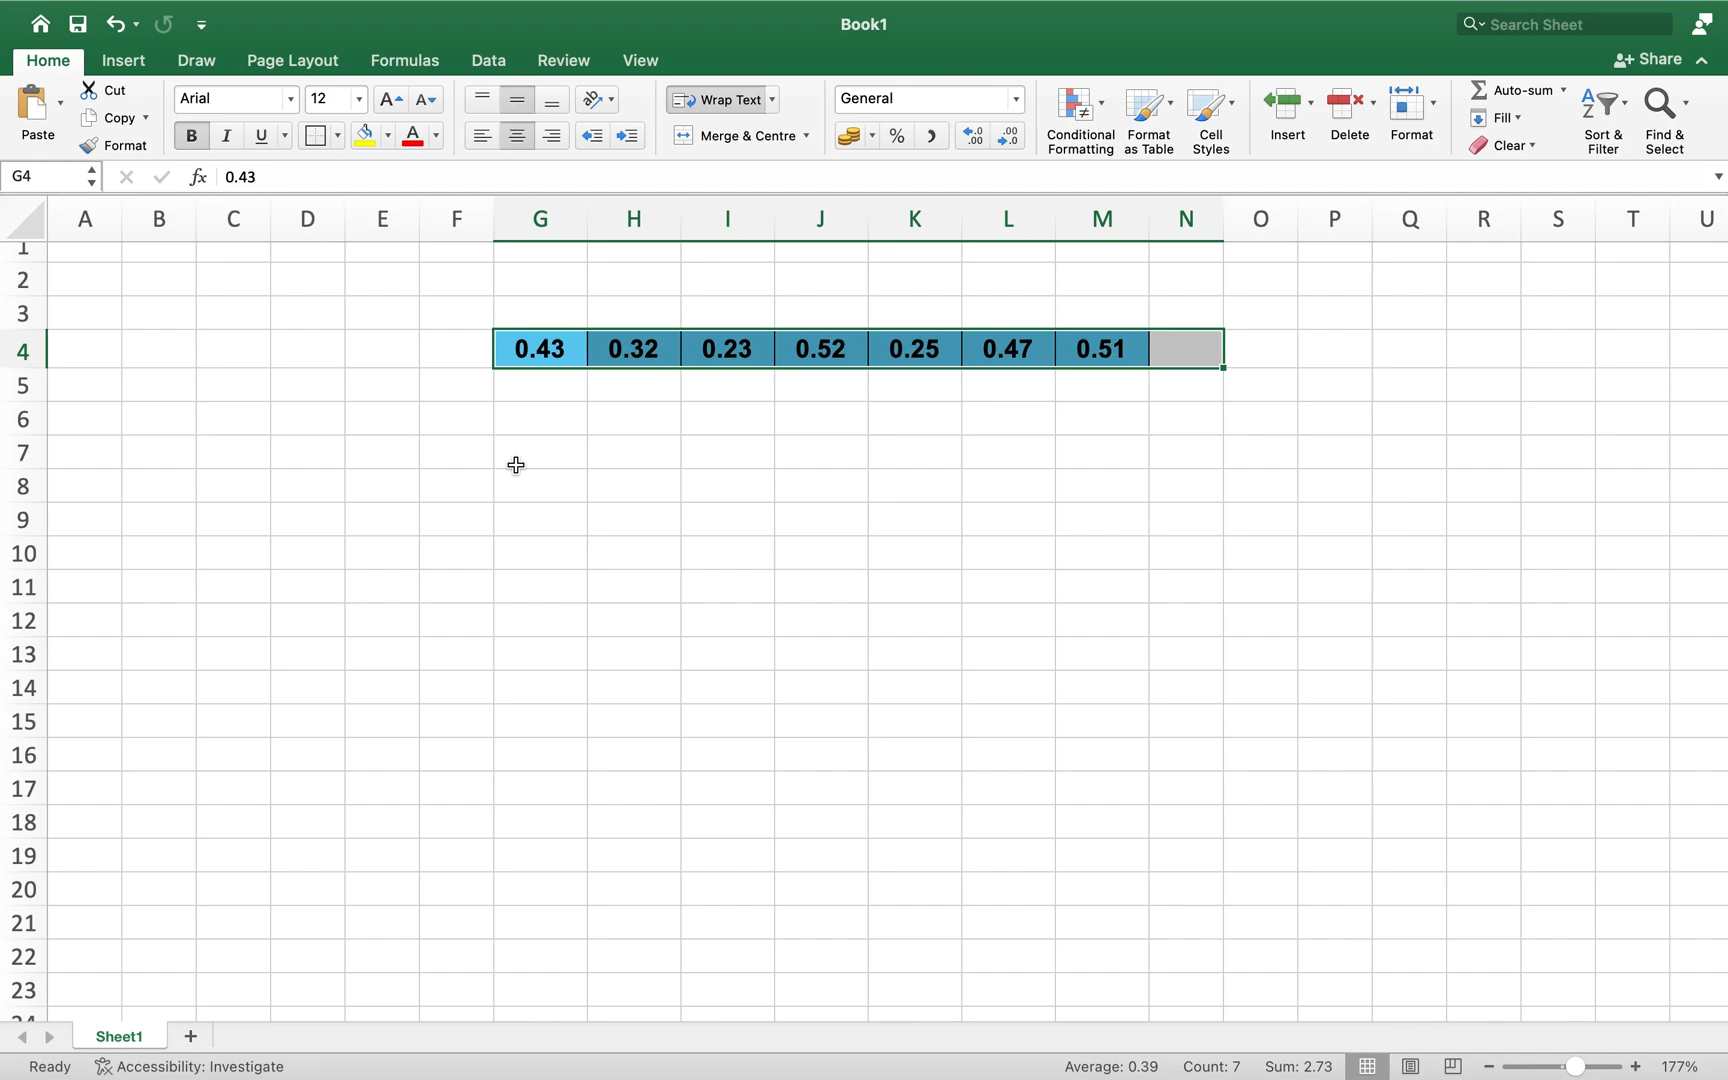 Book1
Search Sheet
Home Insert Draw Page Layout Formulas Data Review View
Share
Paste
Cut
Copy
Format
Arial
12
B I U
A
Wrap Text
Merge & Centre
General
%
Conditional Formatting
Format as Table
Cell Styles
Insert
Delete
Format
Auto-sum
Fill
Clear
Sort & Filter
Find & Select
G4
fx 0.43
A B C D E F G H I J K L M N O P Q R S T U
1
2
3
4 0.43 0.32 0.23 0.52 0.25 0.47 0.51
5
6
7
8
9
10
11
12
13
14
15
16
17
18
19
20
21
22
23
24
Sheet1
Ready Accessibility: Investigate Average: 0.39 Count: 7 Sum: 2.73 177%